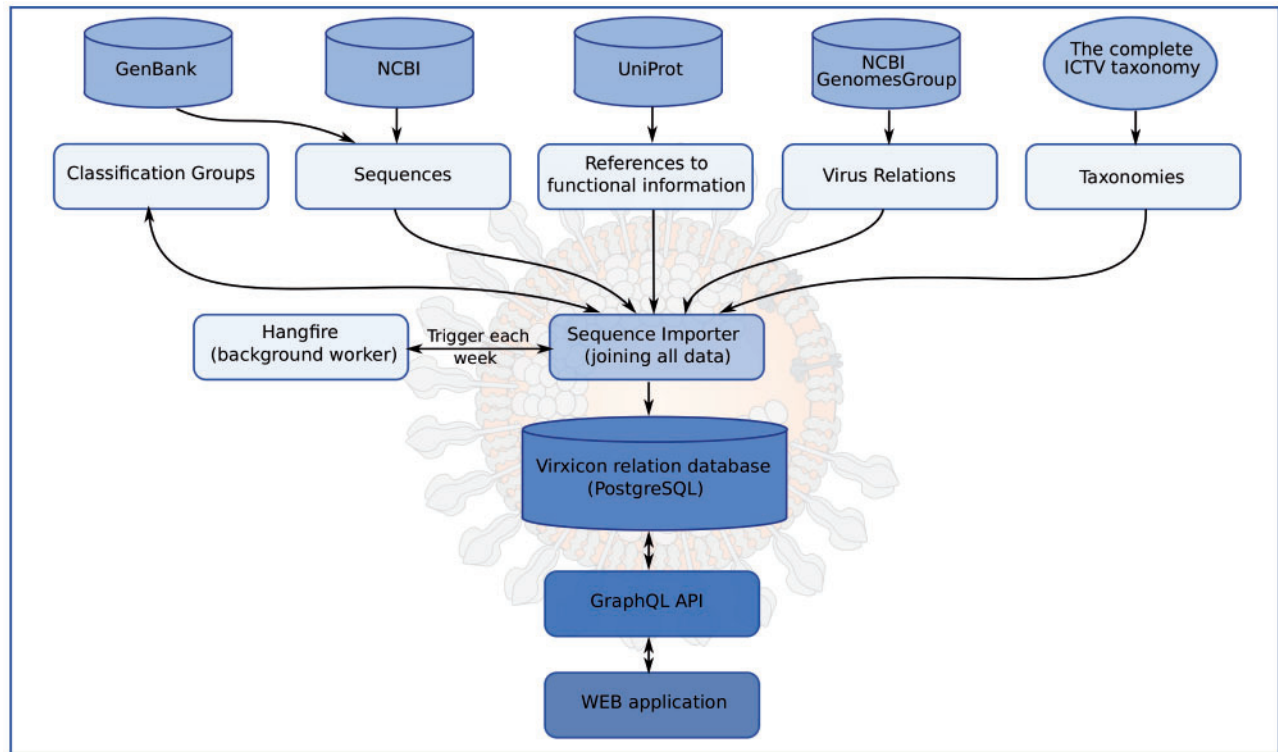 GenBank
NCBI
UniProt
NCBI
GenomesGroup
The complete
ICTV taxonomy
Classification Groups
Sequences
References to
functional information
Virus Relations
Taxonomies
Hangfire
(background worker)
Trigger each
week
Sequence Importer
(joining all data)
Virxicon relation database
(PostgreSQL)
GraphQL API
WEB application